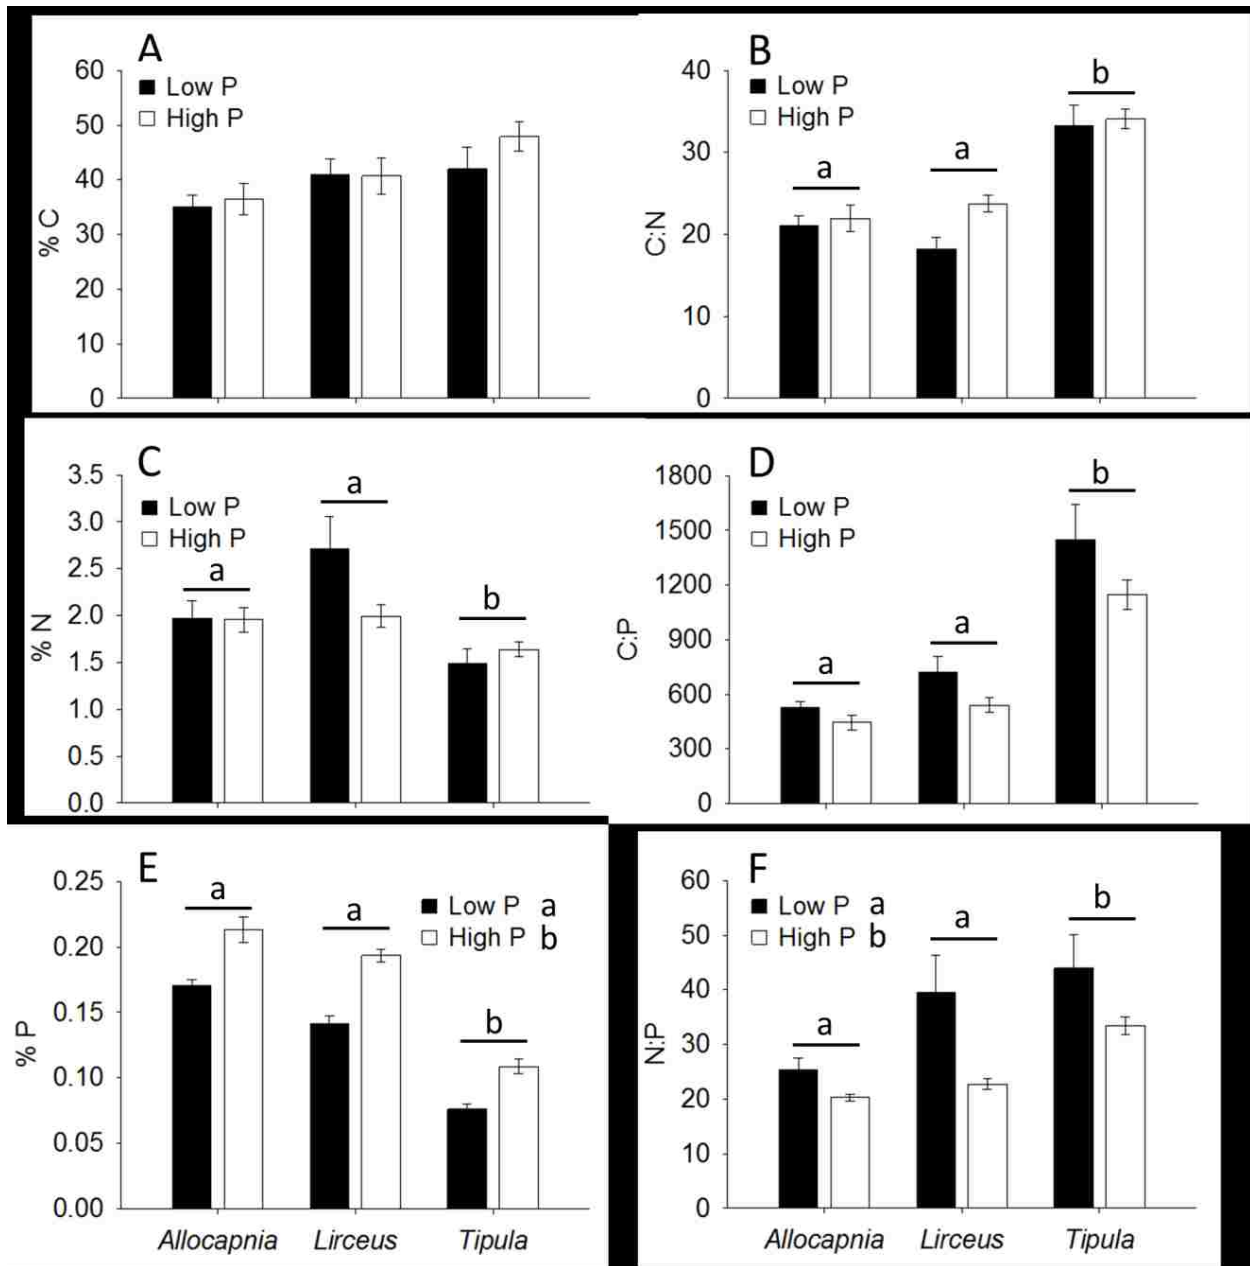 A
Low P
High P
60
50
40
30
20
10
0
% C
B
Low P
High P
40
30
20
10
0
C:N
a
a
b
C
Low P
High P
3.5
3.0
2.5
2.0
1.5
1.0
0.5
0.0
% N
a
a
b
D
Low P
High P
1800
1500
1200
900
600
300
0
C:P
a
a
b
E
Low P a
High P b
0.25
0.20
0.15
0.10
0.05
0.00
% P
a
a
b
Allocapnia Lirceus Tipula
F
Low P a
High P b
60
50
40
30
20
10
0
N:P
a
a
b
Allocapnia Lirceus Tipula